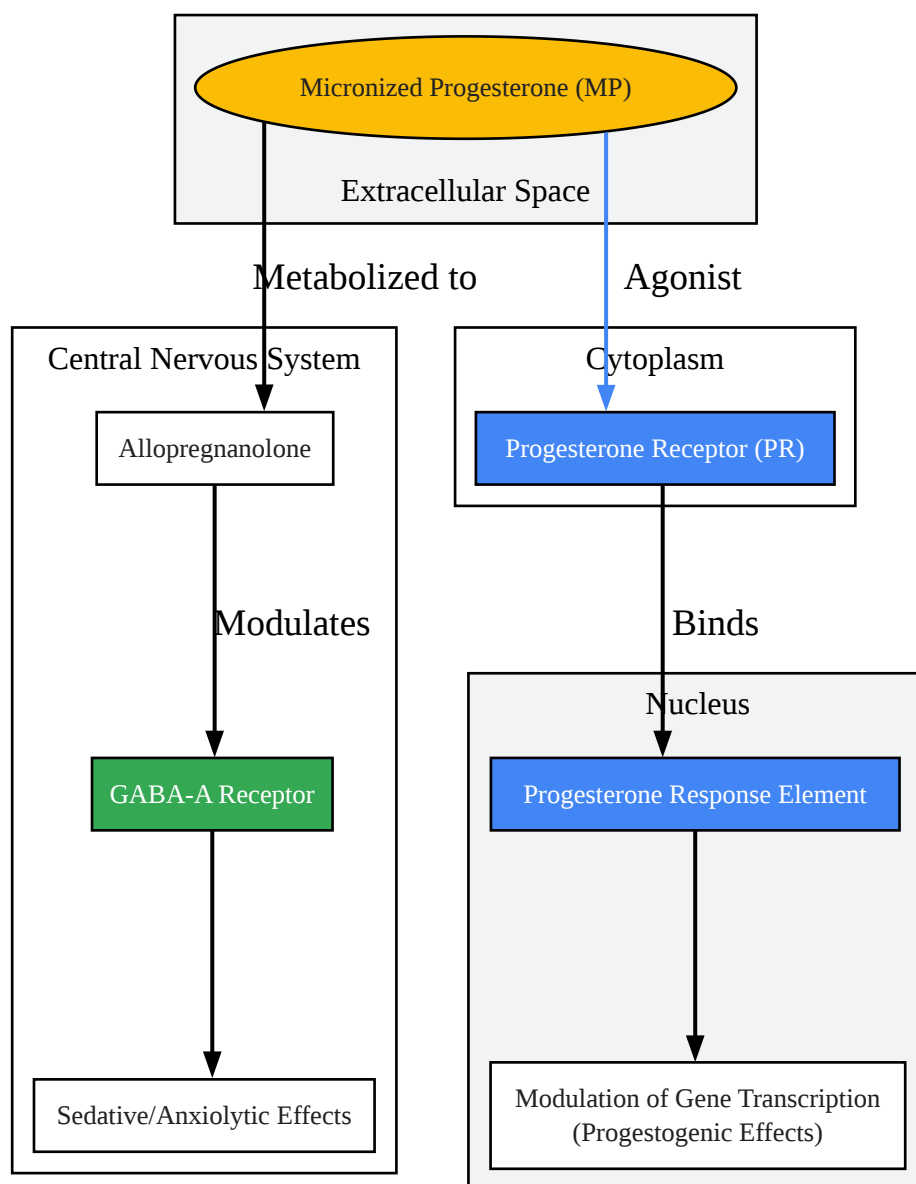 Micronized Progesterone (MP)
Extracellular Space
Metabolized to
Agonist
Central Nervous System
Cytoplasm
Allopregnanolone
Progesterone Receptor (PR)
Modulates
Binds
Nucleus
GABA-A Receptor
Progesterone Response Element
Sedative/Anxiolytic Effects
Modulation of Gene Transcription
(Progestogenic Effects)